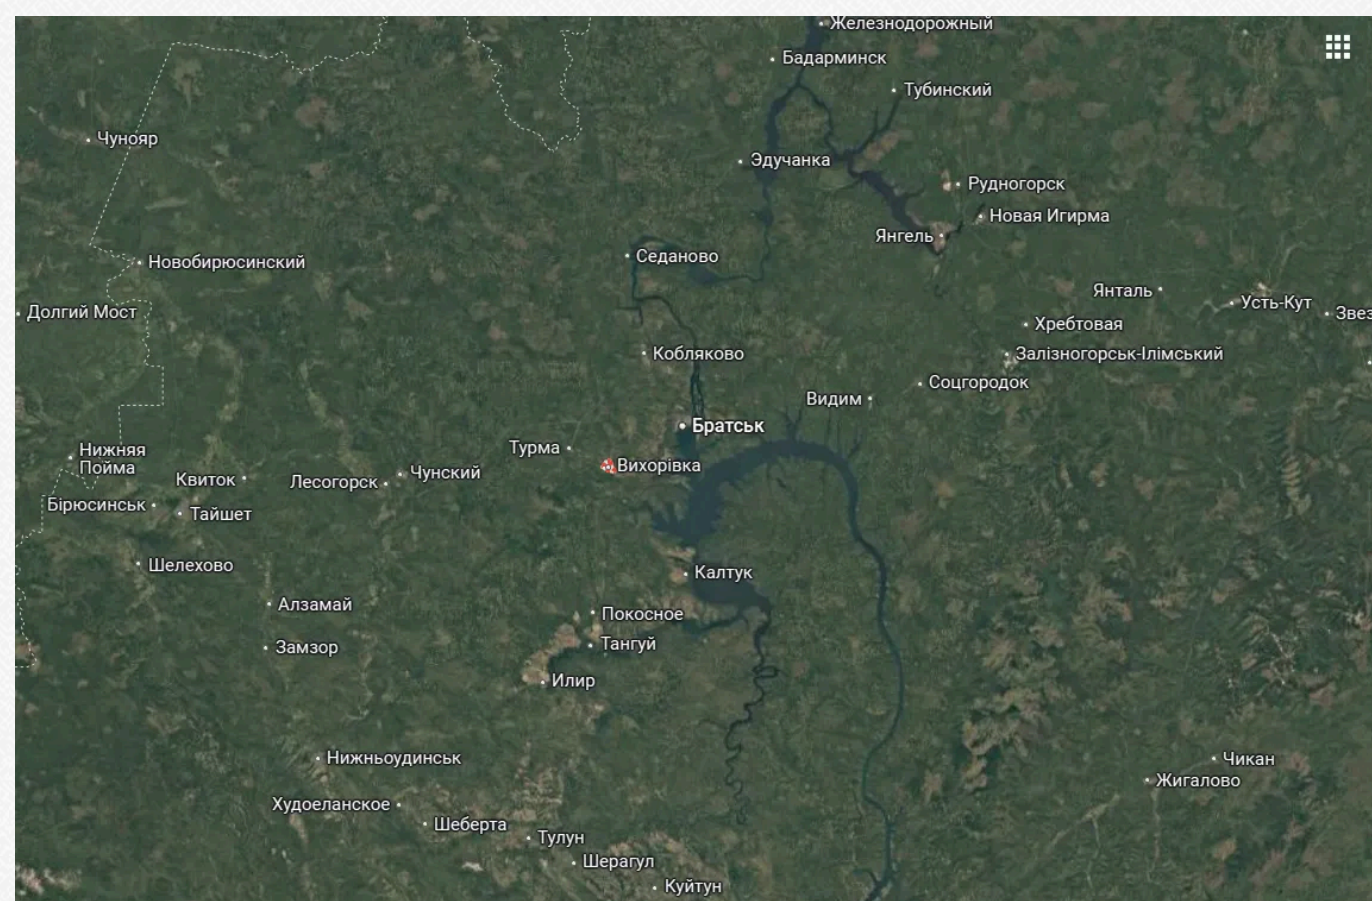 Железнодорожный
Бадарминск
Тубинский
Чунояр
Эдучанка
Рудногорск
Новая Игирма
Янгель
Седаново
Новобирюсинский
Янталь
Усть-Кут
Долгий Мост
Звез
Хребтовая
Кобляково
Залізногорськ-Ілімський
Соцгородок
Видим
Братськ
Турма
Нижняя
Пойма
Вихорівка
Чунский
Квиток
Лесогорск
Бірюсинськ
Тайшет
Шелехово
Калтук
Алзамай
Покосное
Тангуй
Замзор
Илир
Нижньоудинськ
Чикан
Жигалово
Худоеланское
Шеберта
Тулун
Шерагул
Куйтун